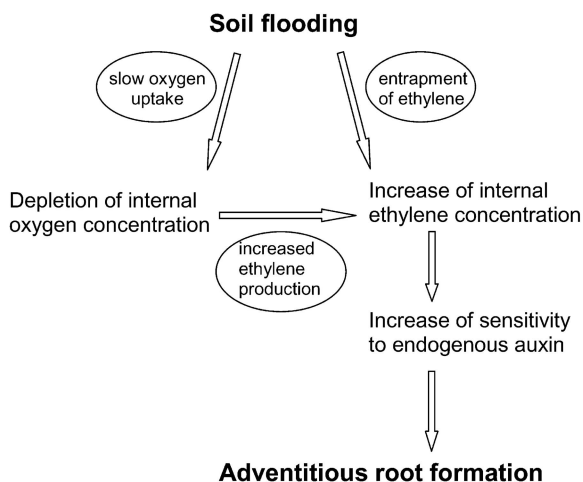 Soil flooding
slow oxygen
uptake
entrapment
of ethylene
Depletion of internal
oxygen concentration
Increase of internal
ethylene concentration
increased
ethylene
production
Increase of sensitivity
to endogenous auxin
Adventitious root formation